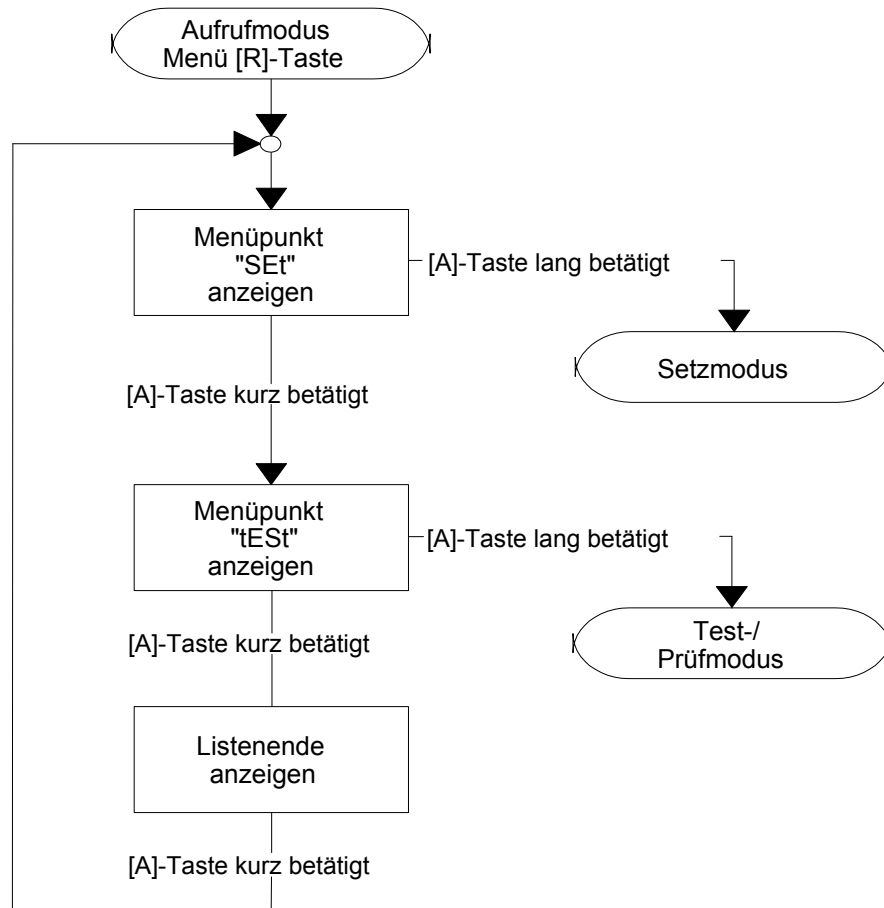 Aufrufmodus
Menü [R]-Taste
Menüpunkt
"SEt"
anzeigen
[A]-Taste lang betätigt
Setzmodus
[A]-Taste kurz betätigt
Menüpunkt
"tESt"
anzeigen
[A]-Taste lang betätigt
Test-/
Prüfmodus
[A]-Taste kurz betätigt
Listenende
anzeigen
[A]-Taste kurz betätigt